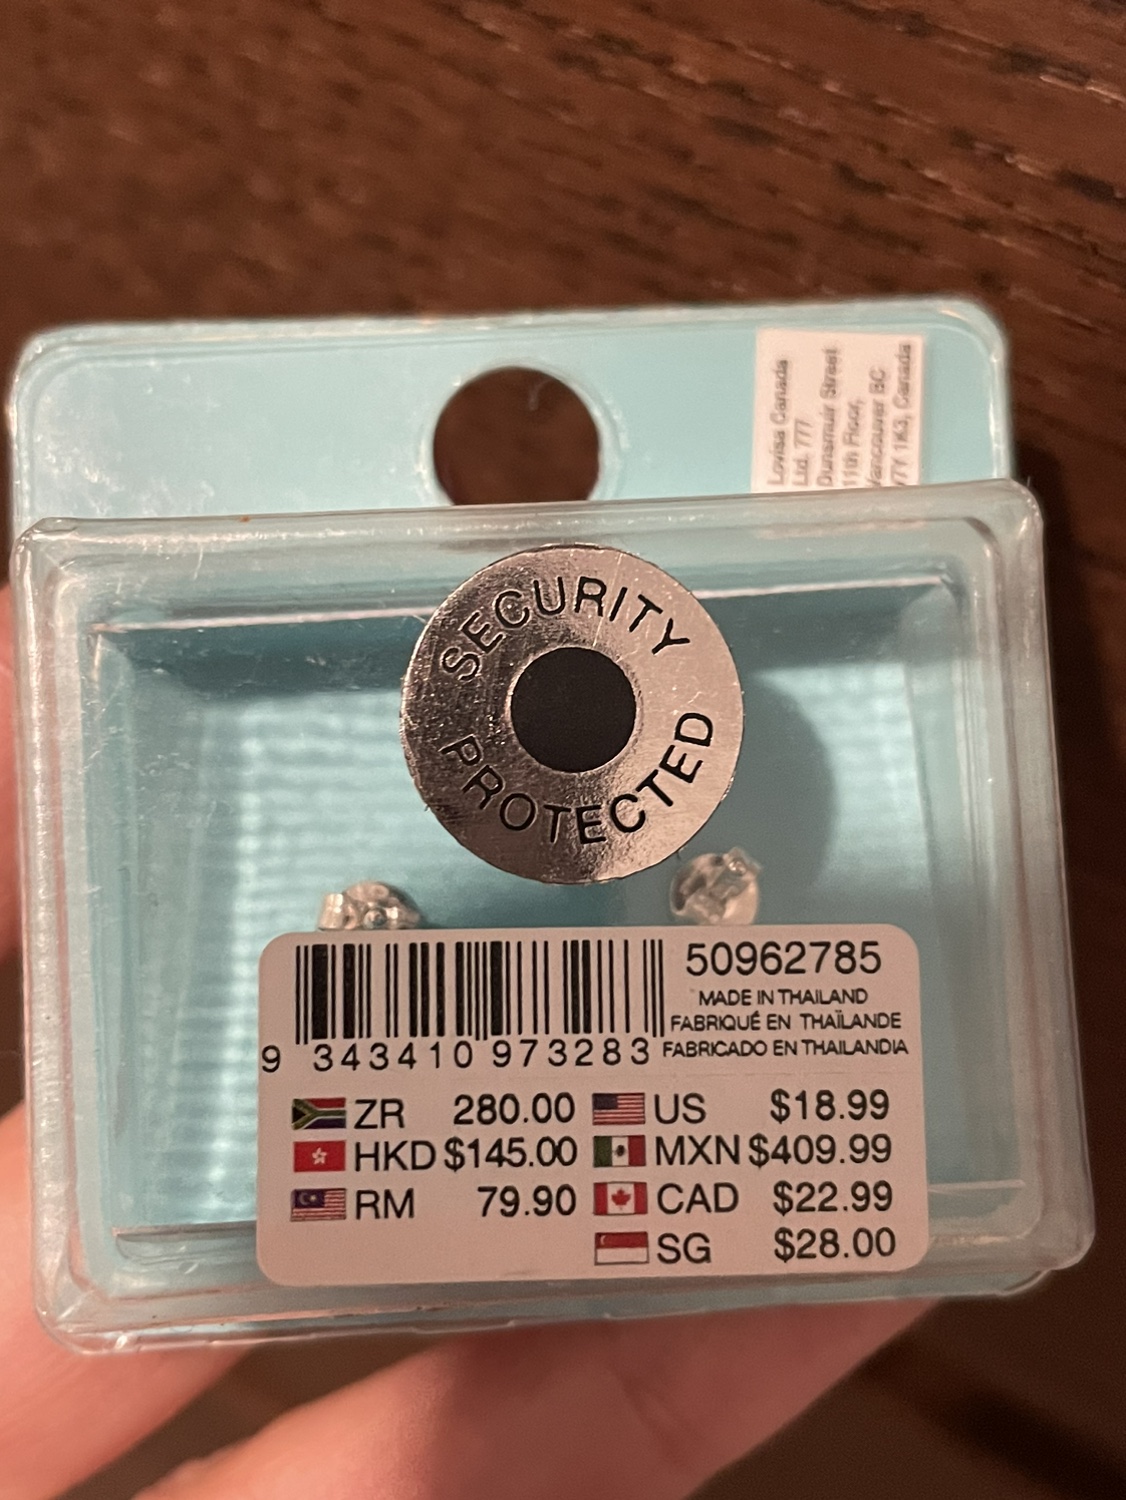 Lovisa Canada
Ltd. 777
Dunsmuir Street
11th Floor,
Vancouver BC
V7Y 1K3, Canada
SECURITY
PROTECTED
50962785
MADE IN THAILAND
FABRIQUÉ EN THAÏLANDE
FABRICADO EN THAILANDIA
9 343410 973283
ZR 280.00 US $18.99
HKD $145.00 MXN $409.99
RM 79.90 CAD $22.99
SG $28.00